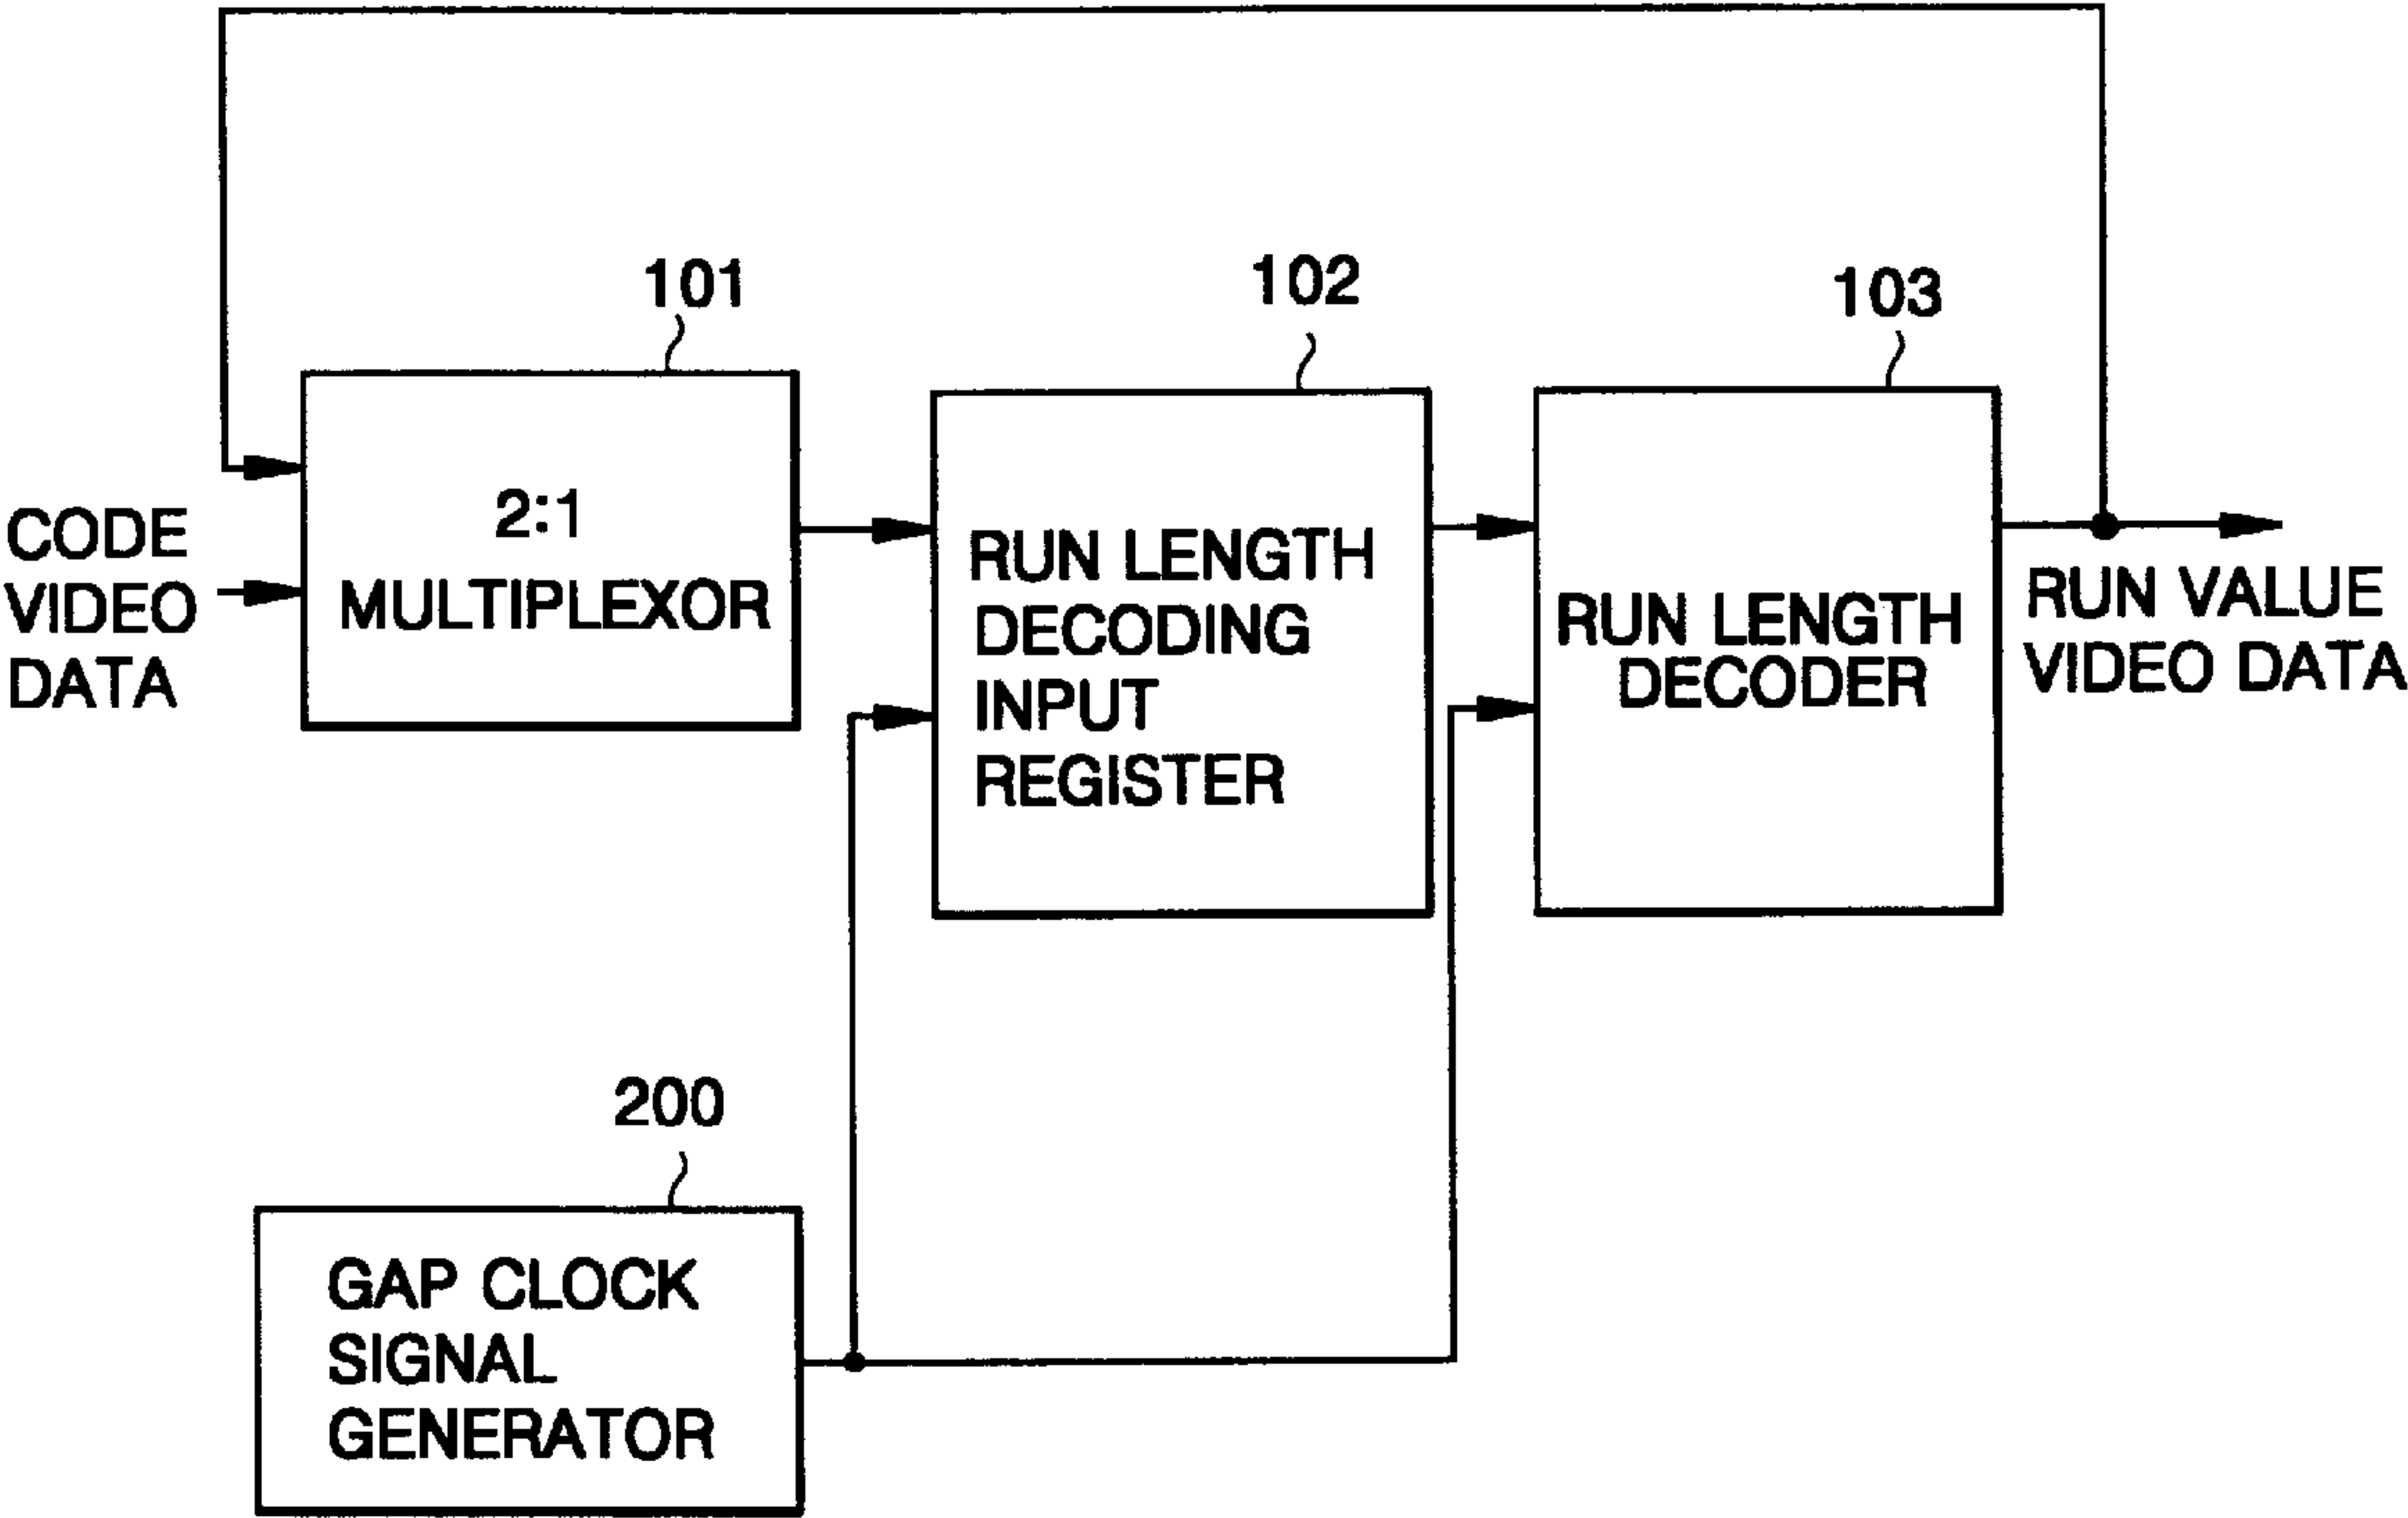 101
102
103
CODE
VIDEO
DATA
2:1
MULTIPLEXOR
RUN LENGTH
DECODING
INPUT
REGISTER
RUN LENGTH
DECODER
RUN VALUE
VIDEO DATA
200
GAP CLOCK
SIGNAL
GENERATOR